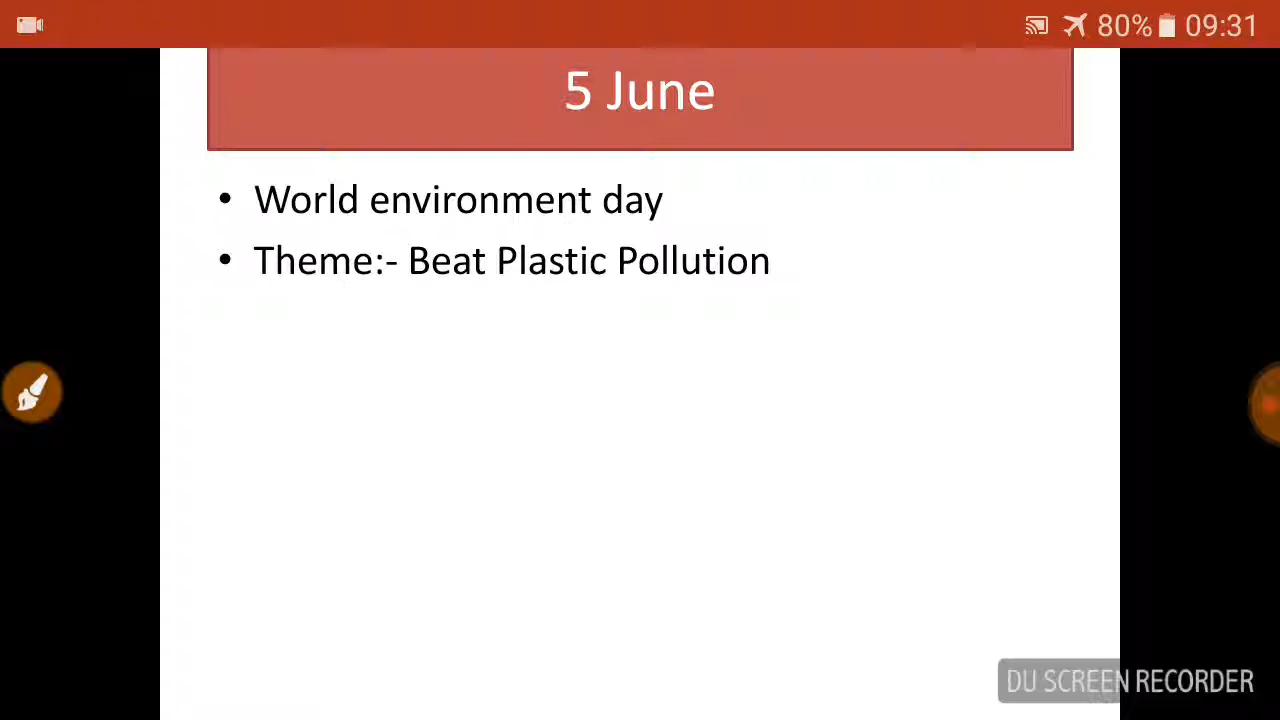 80% 09:31
5 June
• World environment day
• Theme:- Beat Plastic Pollution
DU SCREEN RECORDER